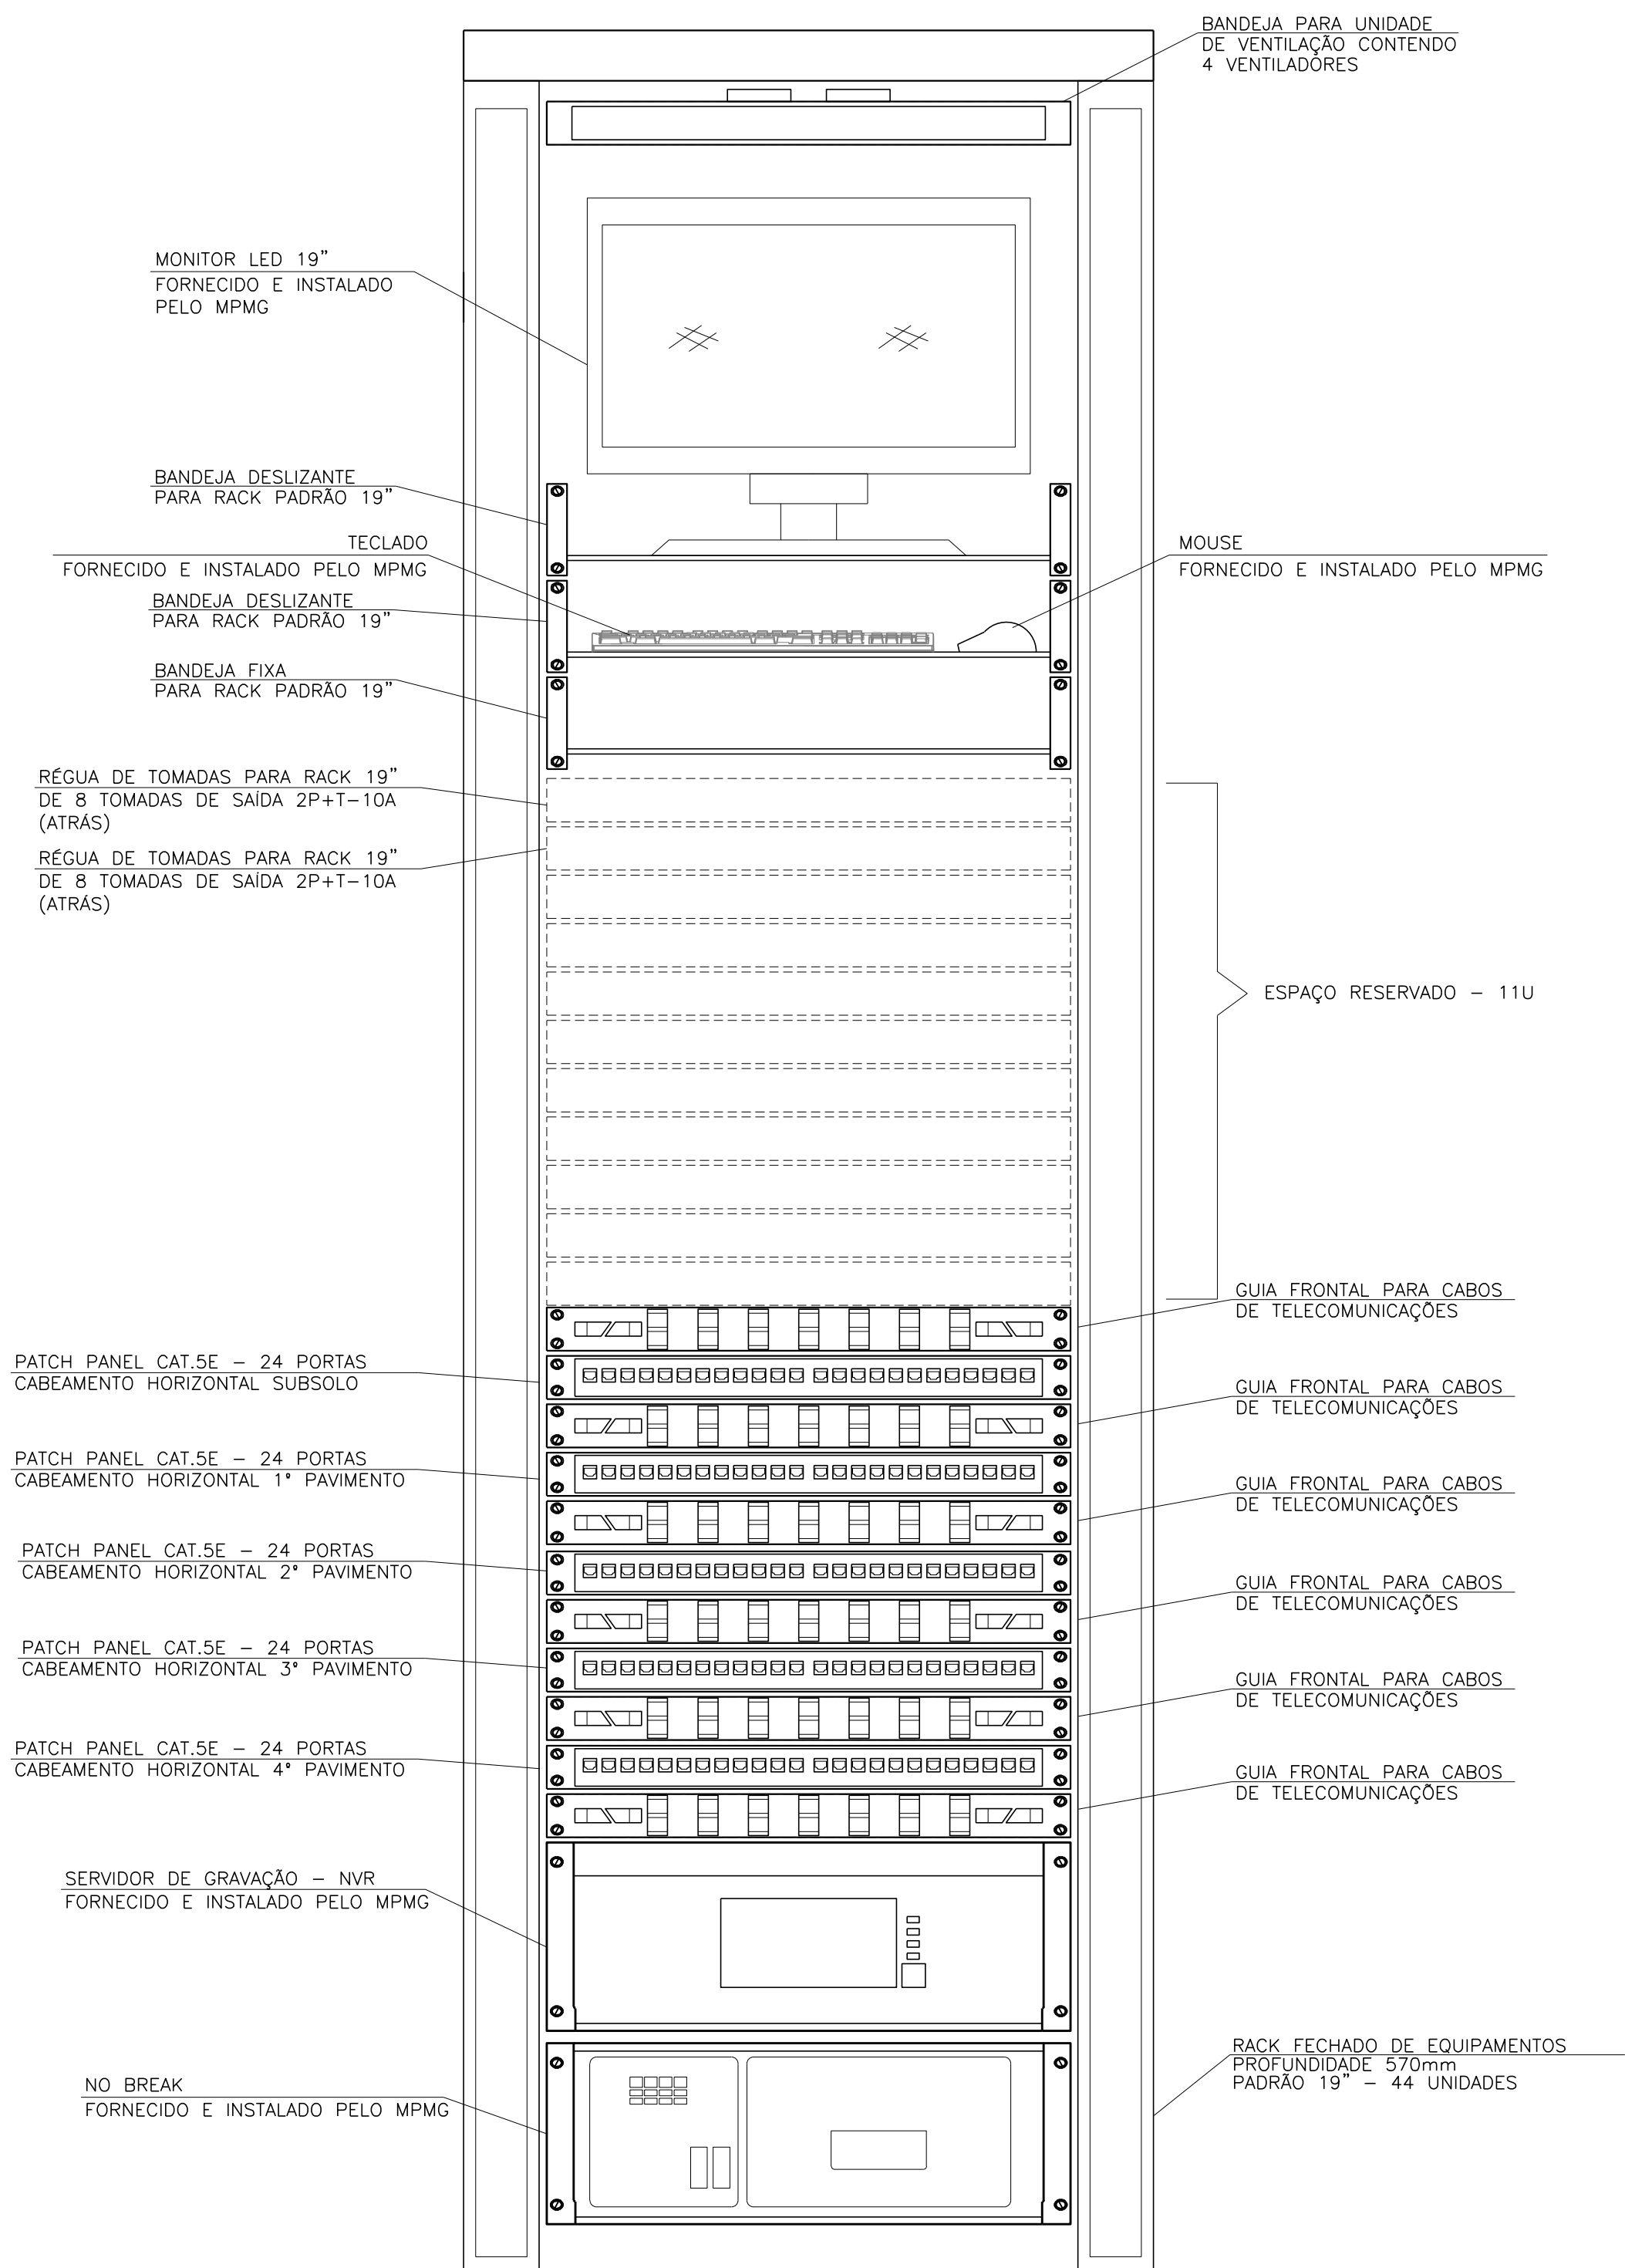 BANDEJA PARA UNIDADE
DE VENTILAÇÃO CONTENDO
4 VENTILADORES
MONITOR LED 19"
FORNECIDO E INSTALADO
PELO MPMG
BANDEJA DESLIZANTE
PARA RACK PADRÃO 19"
TECLADO
FORNECIDO E INSTALADO PELO MPMG
MOUSE
FORNECIDO E INSTALADO PELO MPMG
BANDEJA DESLIZANTE
PARA RACK PADRÃO 19"
BANDEJA FIXA
PARA RACK PADRÃO 19"
RÉGUA DE TOMADAS PARA RACK 19"
DE 8 TOMADAS DE SAÍDA 2P+T-10A
(ATRÁS)
RÉGUA DE TOMADAS PARA RACK 19"
DE 8 TOMADAS DE SAÍDA 2P+T-10A
(ATRÁS)
ESPAÇO RESERVADO - 11U
GUIA FRONTAL PARA CABOS
DE TELECOMUNICAÇÕES
PATCH PANEL CAT.5E - 24 PORTAS
CABEAMENTO HORIZONTAL SUBSOLO
GUIA FRONTAL PARA CABOS
DE TELECOMUNICAÇÕES
PATCH PANEL CAT.5E - 24 PORTAS
CABEAMENTO HORIZONTAL 1º PAVIMENTO
GUIA FRONTAL PARA CABOS
DE TELECOMUNICAÇÕES
PATCH PANEL CAT.5E - 24 PORTAS
CABEAMENTO HORIZONTAL 2º PAVIMENTO
GUIA FRONTAL PARA CABOS
DE TELECOMUNICAÇÕES
PATCH PANEL CAT.5E - 24 PORTAS
CABEAMENTO HORIZONTAL 3º PAVIMENTO
GUIA FRONTAL PARA CABOS
DE TELECOMUNICAÇÕES
PATCH PANEL CAT.5E - 24 PORTAS
CABEAMENTO HORIZONTAL 4º PAVIMENTO
GUIA FRONTAL PARA CABOS
DE TELECOMUNICAÇÕES
SERVIDOR DE GRAVAÇÃO - NVR
FORNECIDO E INSTALADO PELO MPMG
RACK FECHADO DE EQUIPAMENTOS
PROFUNDIDADE 570mm
PADRÃO 19" - 44 UNIDADES
NO BREAK
FORNECIDO E INSTALADO PELO MPMG